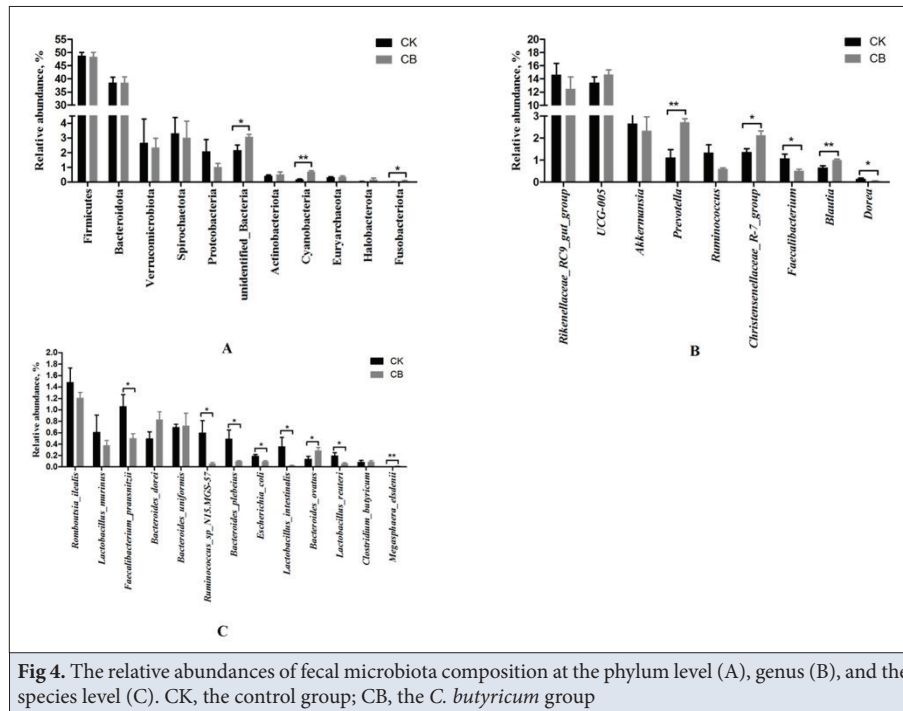 Relative abundance, %
55
50
45
40
35
30
4
3
2
1
0
CK
CB
*
**
*
Firmicutes
Bacteroidota
Verrucomicrobiota
Spirochaetota
Proteobacteria
unidentified_Bacteria
Actinobacteriota
Cyanobacteria
Euryarchaeota
Halobacterota
Fusobacteriota
A
Relative abundance, %
20
18
16
14
12
10
3
2
1
0
CK
CB
**
*
*
**
*
Rikenellaceae_RC9_gut_group
UCG-005
Akkermansia
Prevotella
Ruminococcus
Christensenellaceae_R-7_group
Faecalibacterium
Blautia
Dorea
B
Relative abundance, %
2.0
1.8
1.6
1.4
1.2
1.0
0.8
0.6
0.4
0.2
0.0
CK
CB
*
*
*
*
*
*
*
**
Romboutsia_ilealis
Lactobacillus_murinus
Faecalibacterium_prausnitzii
Bacteroides_dorei
Bacteroides_uniformis
Ruminococcus_sp_N15.MGS-57
Bacteroides_plebeius
Escherichia_coli
Lactobacillus_intestinalis
Bacteroides_ovatus
Lactobacillus_reuteri
Clostridium_butyricum
Megasphaera_elsdenii
C
Fig 4. The relative abundances of fecal microbiota composition at the phylum level (A), genus (B), and the
species level (C). CK, the control group; CB, the C. butyricum group